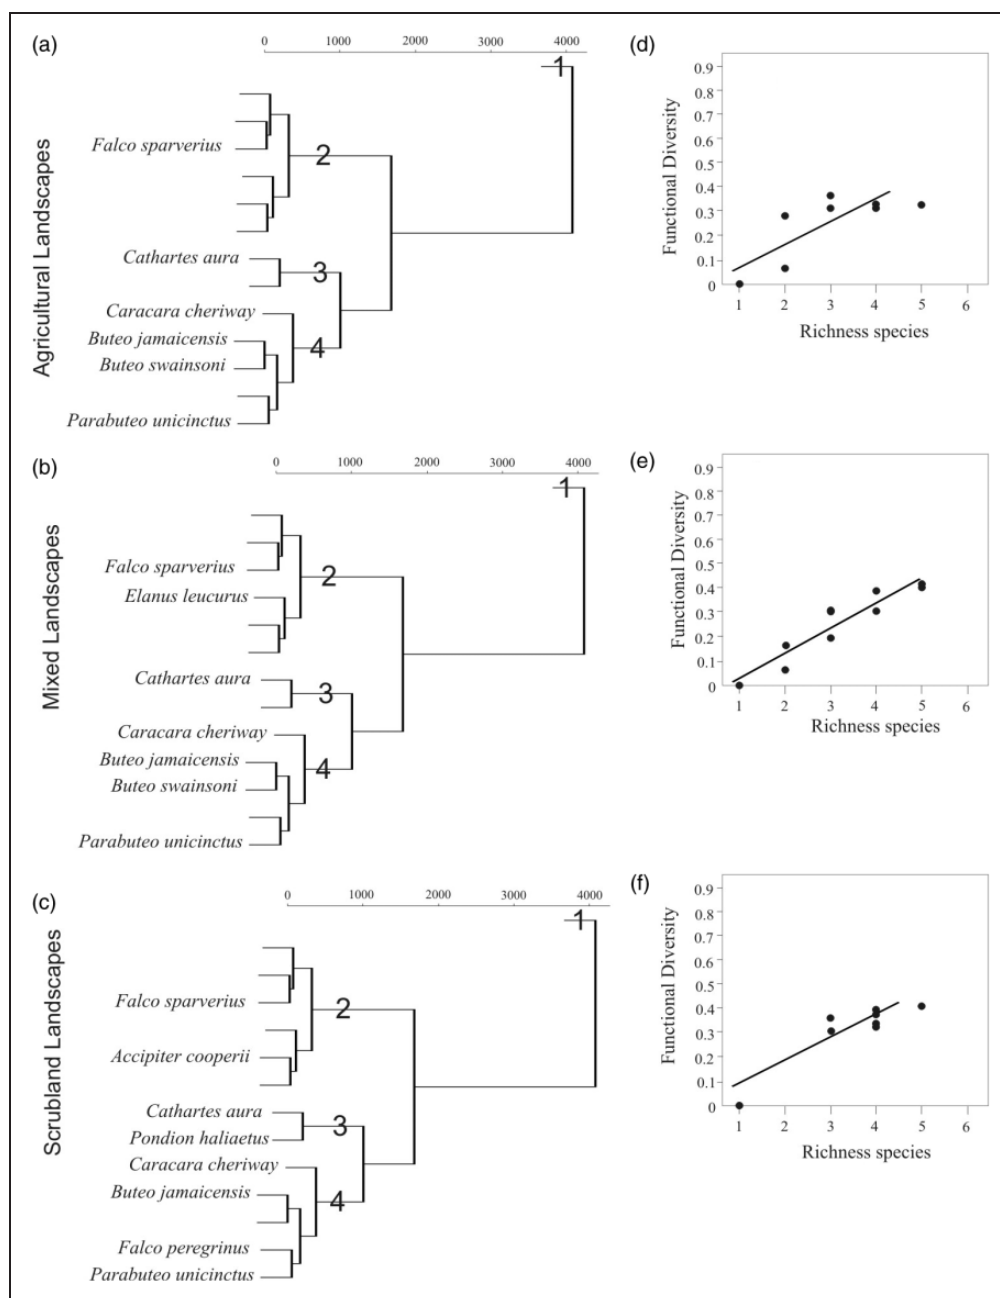 (a)
0 1000 2000 3000 4000
1
2
Falco sparverius
Cathartes aura
3
Caracara cheriway
Buteo jamaicensis
4
Buteo swainsoni
Parabuteo unicinctus
Agricultural Landscapes
(d)
0.9
0.8
0.7
0.6
0.5
0.4
0.3
0.2
0.1
0
Functional Diversity
1 2 3 4 5 6
Richness species
(b)
0 1000 2000 3000 4000
1
Falco sparverius
2
Elanus leucurus
Cathartes aura
3
Caracara cheriway
Buteo jamaicensis
4
Buteo swainsoni
Parabuteo unicinctus
Mixed Landscapes
(e)
0.9
0.8
0.7
0.6
0.5
0.4
0.3
0.2
0.1
0
Functional Diversity
1 2 3 4 5 6
Richness species
(c)
0 1000 2000 3000 4000
1
Falco sparverius
2
Accipiter cooperii
Cathartes aura
3
Pondion haliaetus
Caracara cheriway
Buteo jamaicensis
4
Falco peregrinus
Parabuteo unicinctus
Scrubland Landscapes
(f)
0.9
0.8
0.7
0.6
0.5
0.4
0.3
0.2
0.1
0
Functional Diversity
1 2 3 4 5 6
Richness species